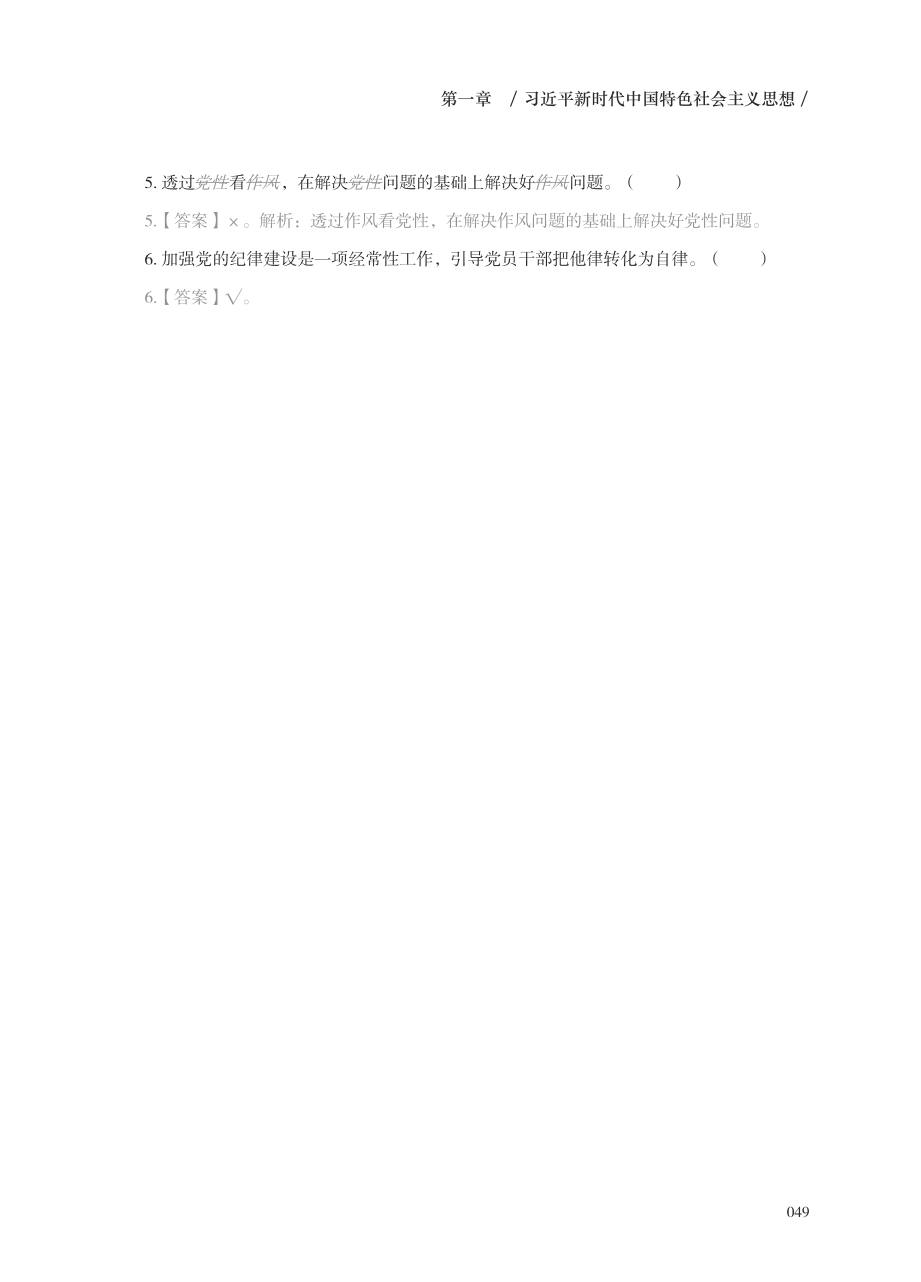 第一章 / 习近平新时代中国特色社会主义思想 /
5. 透过党性看作风，在解决党性问题的基础上解决好作风问题。（　　）
5.【答案】×。解析：透过作风看党性，在解决作风问题的基础上解决好党性问题。
6. 加强党的纪律建设是一项经常性工作，引导党员干部把他律转化为自律。（　　）
6.【答案】√。
049